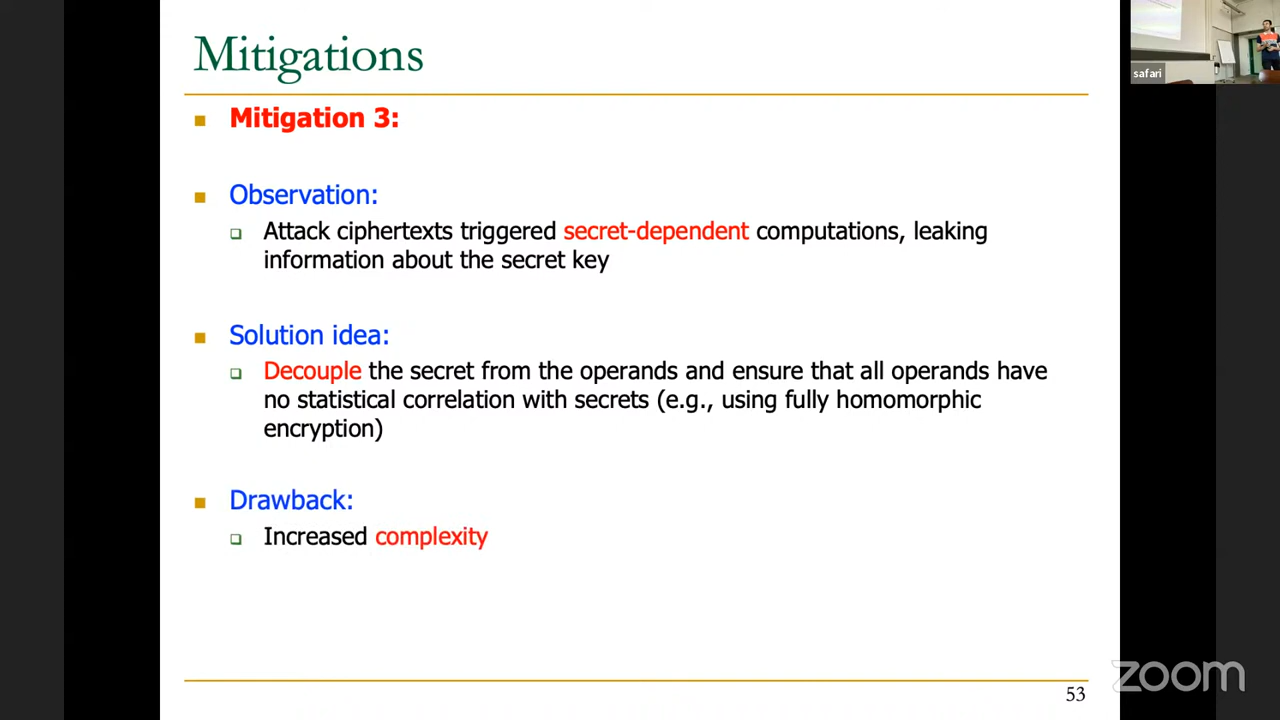 Mitigations
Mitigation 3:
Observation:
Attack ciphertexts triggered secret-dependent computations, leaking
information about the secret key
Solution idea:
Decouple the secret from the operands and ensure that all operands have
no statistical correlation with secrets (e.g., using fully homomorphic
encryption)
Drawback:
Increased complexity
53
safari
zoom